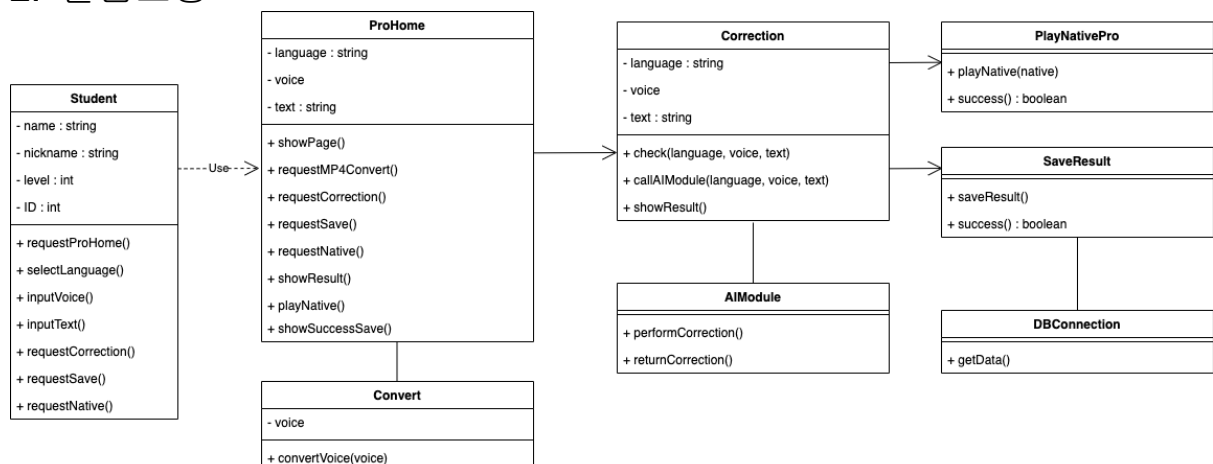 Student
- name : string
- nickname : string
- level : int
- ID : int
+ requestProHome()
+ selectLanguage()
+ inputVoice()
+ inputText()
+ requestCorrection()
+ requestSave()
+ requestNative()
Use
ProHome
- language : string
- voice
- text : string
+ showPage()
+ requestMP4Convert()
+ requestCorrection()
+ requestSave()
+ requestNative()
+ showResult()
+ playNative()
+ showSuccessSave()
Convert
- voice
+ convertVoice(voice)
Correction
- language : string
- voice
- text : string
+ check(language, voice, text)
+ callAIModule(language, voice, text)
+ showResult()
AIModule
+ performCorrection()
+ returnCorrection()
PlayNativePro
+ playNative(native)
+ success() : boolean
SaveResult
+ saveResult()
+ success() : boolean
DBConnection
+ getData()